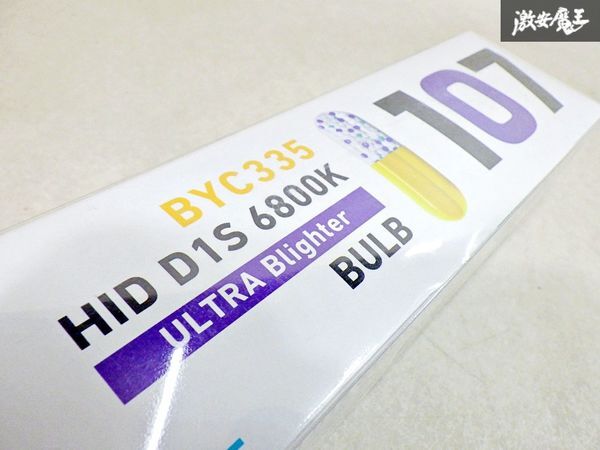 激安魔王
107
BYC335
HID D1S 6800K
ULTRA Blighter
BULB